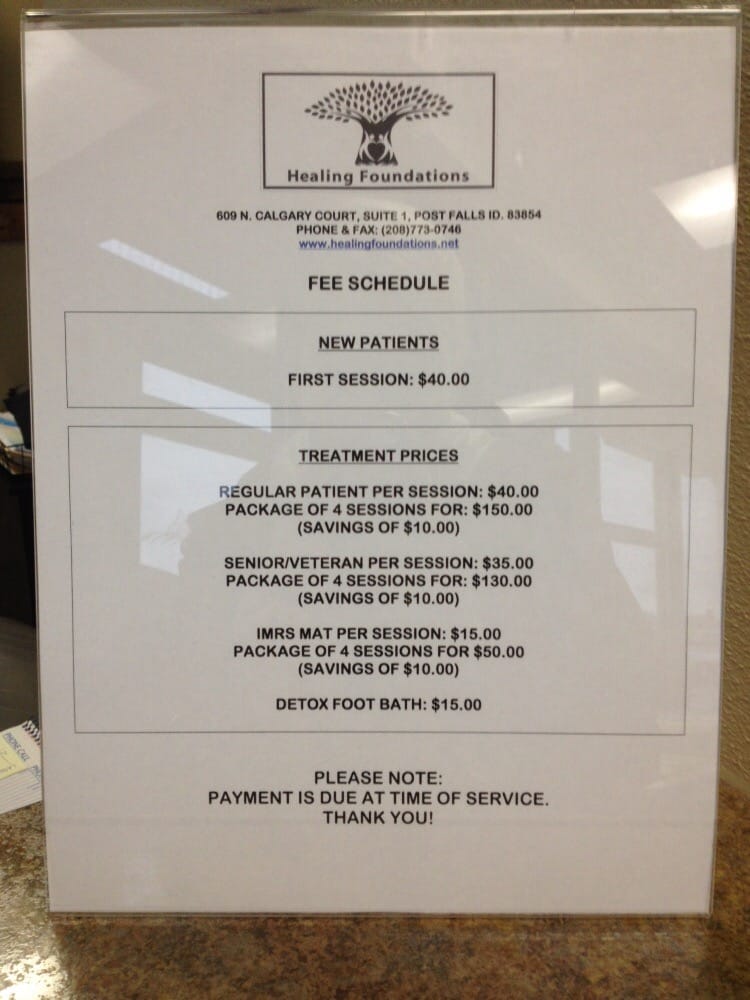 Healing Foundations
609 N. CALGARY COURT, SUITE 1, POST FALLS ID. 83854
PHONE & FAX: (208)773-0746
www.healingfoundations.net
FEE SCHEDULE
NEW PATIENTS
FIRST SESSION: $40.00
TREATMENT PRICES
REGULAR PATIENT PER SESSION: $40.00
PACKAGE OF 4 SESSIONS FOR: $150.00
(SAVINGS OF $10.00)
SENIOR/VETERAN PER SESSION: $35.00
PACKAGE OF 4 SESSIONS FOR: $130.00
(SAVINGS OF $10.00)
IMRS MAT PER SESSION: $15.00
PACKAGE OF 4 SESSIONS FOR $50.00
(SAVINGS OF $10.00)
DETOX FOOT BATH: $15.00
PLEASE NOTE:
PAYMENT IS DUE AT TIME OF SERVICE.
THANK YOU!
PHONE CALL